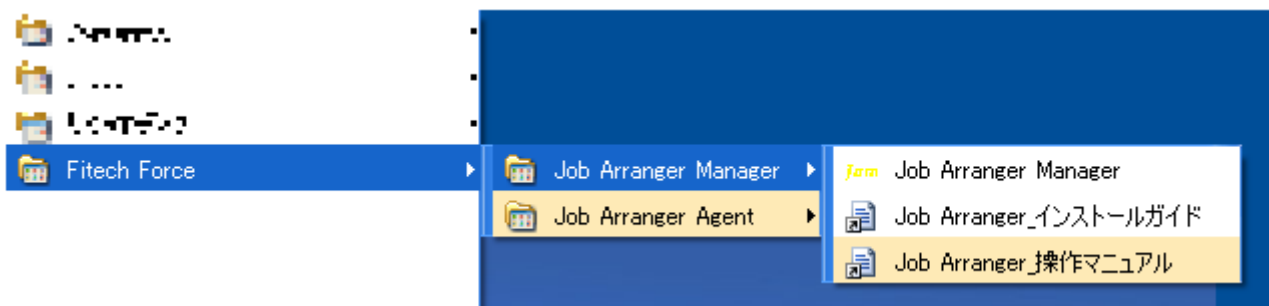 Fitech Force
Job Arranger Manager
Job Arranger Agent
Jam Job Arranger Manager
Job Arranger_インストールガイド
Job Arranger_操作マニュアル